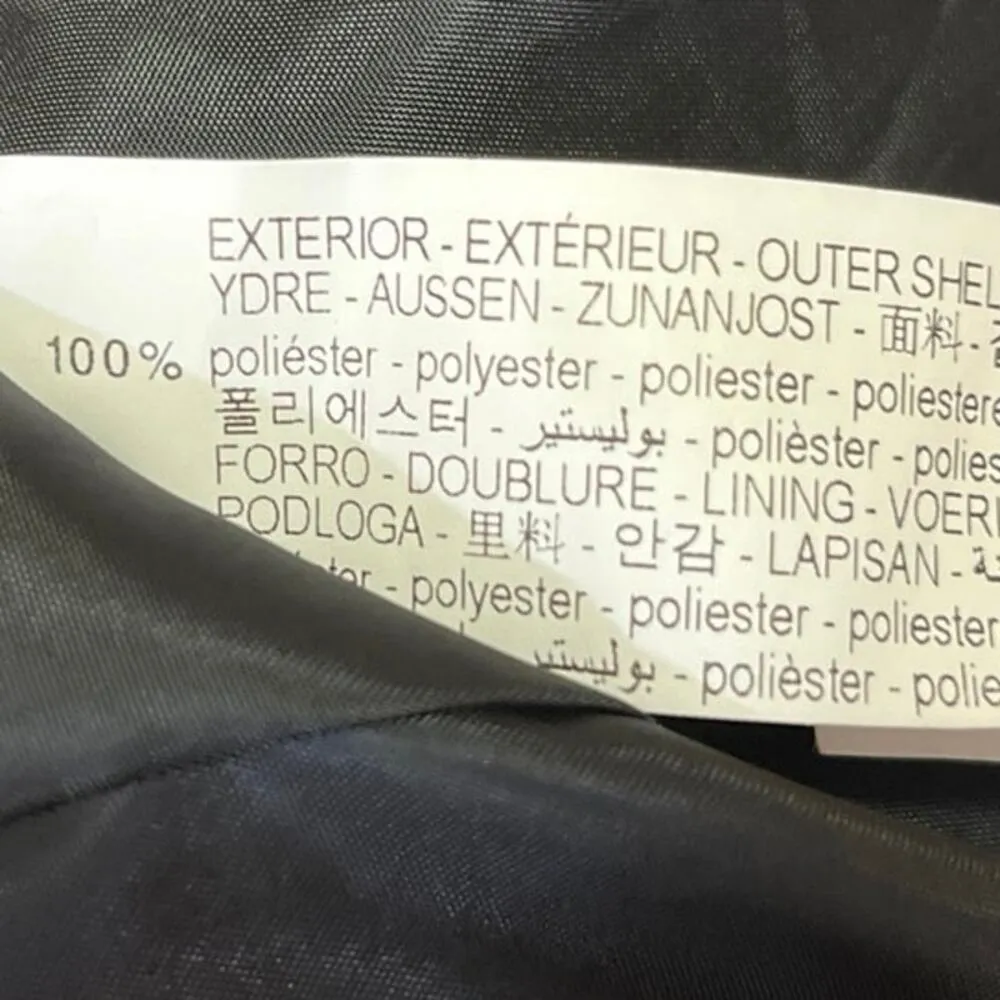 EXTERIOR - EXTÉRIEUR - OUTER SHEL
YDRE - AUSSEN - ZUNANJOST - 面料 -
100% poliéster - polyester - poliester - poliestere
폴리에스터 - بوليستير - polièster - polies
FORRO - DOUBLURE - LINING - VOERI
PODLOGA - 里料 - 안감 - LAPISAN -
- polyester - poliester - poliester
بوليستير - polièster - polie